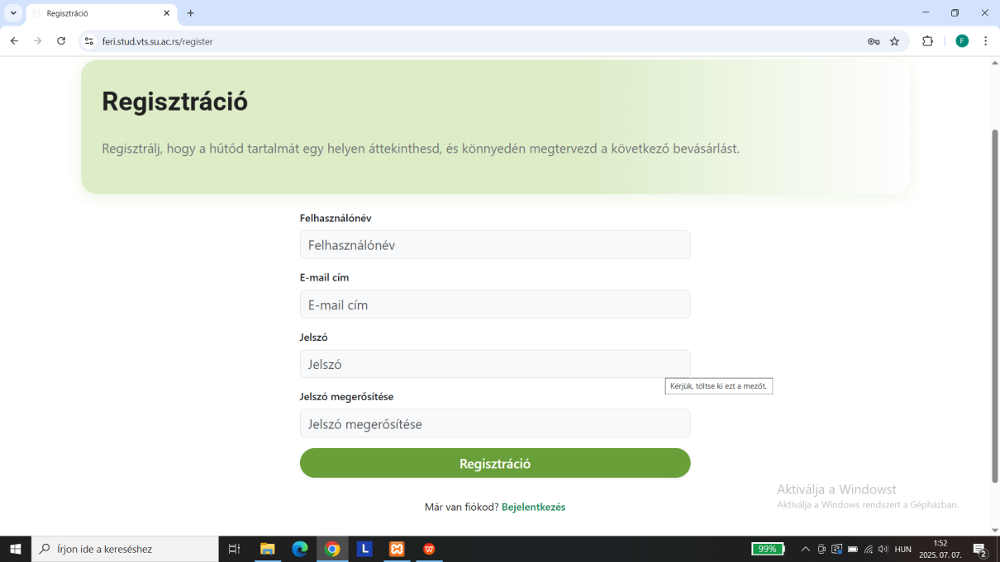 Regisztráció
feri.stud.vts.su.ac.rs/register
F
Regisztráció
Regisztrálj, hogy a hűtőd tartalmát egy helyen áttekinthesd, és könnyedén megtervezd a következő bevásárlást.
Felhasználónév
Felhasználónév
E-mail cím
E-mail cím
Jelszó
Jelszó
Kérjük, töltse ki ezt a mezőt.
Jelszó megerősítése
Jelszó megerősítése
Regisztráció
Már van fiókod? Bejelentkezés
Aktiválja a Windowst
Aktiválja a Windows rendszert a Gépházban.
Írjon ide a kereséshez
L
99%
HUN
1:52
2025. 07. 07.
2